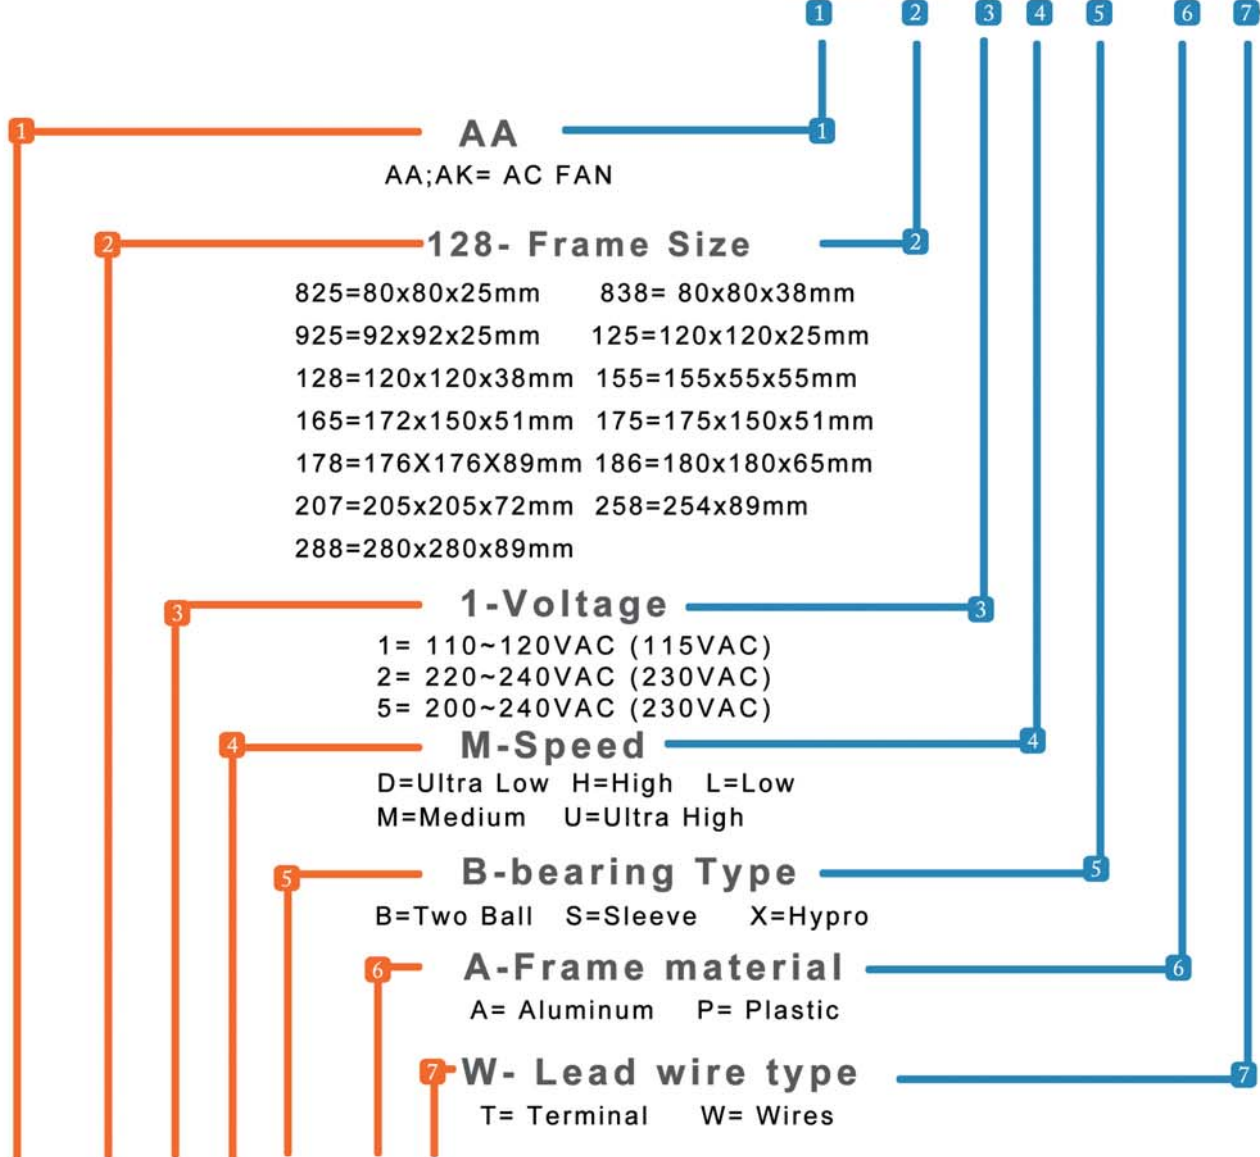 1 2 3 4 5 6 7
1 AA 1
AA;AK= AC FAN
2 128- Frame Size 2
825=80x80x25mm 838= 80x80x38mm
925=92x92x25mm 125=120x120x25mm
128=120x120x38mm 155=155x55x55mm
165=172x150x51mm 175=175x150x51mm
178=176X176X89mm 186=180x180x65mm
207=205x205x72mm 258=254x89mm
288=280x280x89mm
3 1-Voltage 3
1= 110~120VAC (115VAC)
2= 220~240VAC (230VAC)
5= 200~240VAC (230VAC)
4 M-Speed 4
D=Ultra Low H=High L=Low
M=Medium U=Ultra High
5 B-bearing Type 5
B=Two Ball S=Sleeve X=Hypro
6 A-Frame material 6
A= Aluminum P= Plastic
7 W- Lead wire type 7
T= Terminal W= Wires